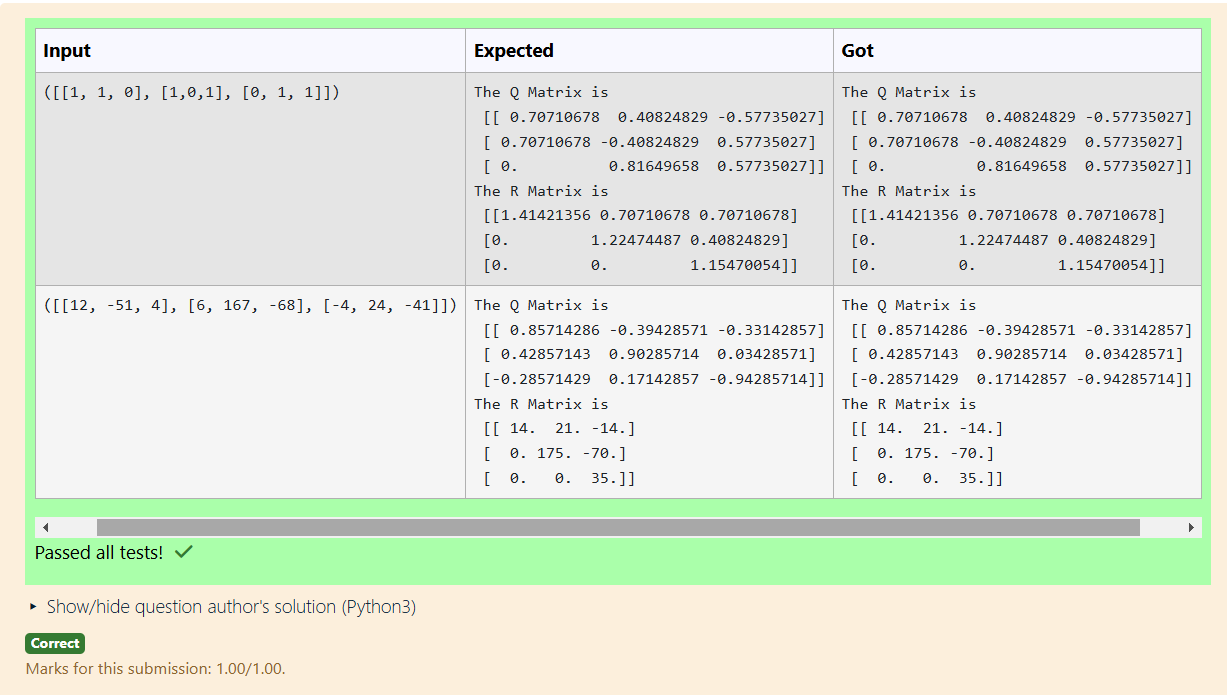 Input Expected Got
([[1, 1, 0], [1,0,1], [0, 1, 1]])
The Q Matrix is
[[ 0.70710678  0.40824829 -0.57735027]
[ 0.70710678 -0.40824829  0.57735027]
[ 0.          0.81649658  0.57735027]]
The R Matrix is
[[1.41421356 0.70710678 0.70710678]
[0.         1.22474487 0.40824829]
[0.         0.         1.15470054]]
The Q Matrix is
[[ 0.70710678  0.40824829 -0.57735027]
[ 0.70710678 -0.40824829  0.57735027]
[ 0.          0.81649658  0.57735027]]
The R Matrix is
[[1.41421356 0.70710678 0.70710678]
[0.         1.22474487 0.40824829]
[0.         0.         1.15470054]]
([[12, -51, 4], [6, 167, -68], [-4, 24, -41]])
The Q Matrix is
[[ 0.85714286 -0.39428571 -0.33142857]
[ 0.42857143  0.90285714  0.03428571]
[-0.28571429  0.17142857 -0.94285714]]
The R Matrix is
[[ 14.  21. -14.]
[  0. 175. -70.]
[  0.   0.  35.]]
The Q Matrix is
[[ 0.85714286 -0.39428571 -0.33142857]
[ 0.42857143  0.90285714  0.03428571]
[-0.28571429  0.17142857 -0.94285714]]
The R Matrix is
[[ 14.  21. -14.]
[  0. 175. -70.]
[  0.   0.  35.]]
Passed all tests! ✓
Show/hide question author's solution (Python3)
Correct
Marks for this submission: 1.00/1.00.